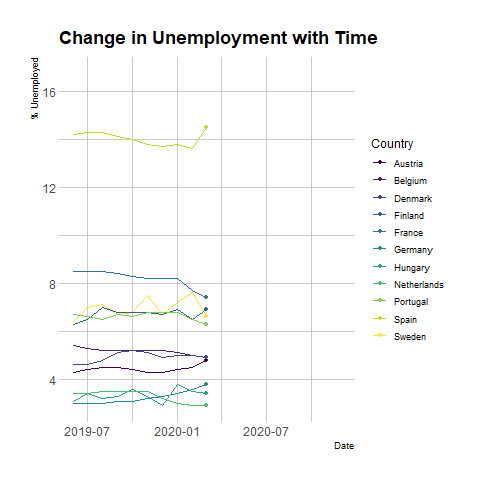 Change in Unemployment with Time
% Unemployed
16
12
8
4
2019-07 2020-01 2020-07
Date
Country
Austria
Belgium
Denmark
Finland
France
Germany
Hungary
Netherlands
Portugal
Spain
Sweden